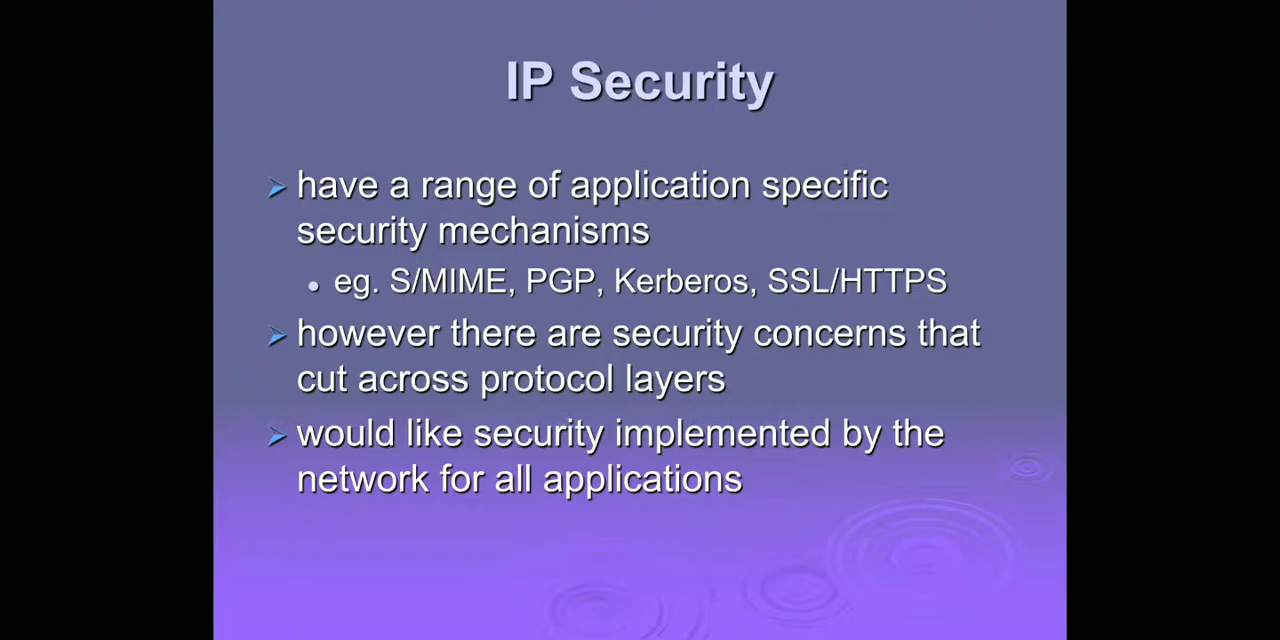 IP Security
have a range of application specific
security mechanisms
eg. S/MIME, PGP, Kerberos, SSL/HTTPS
however there are security concerns that
cut across protocol layers
would like security implemented by the
network for all applications